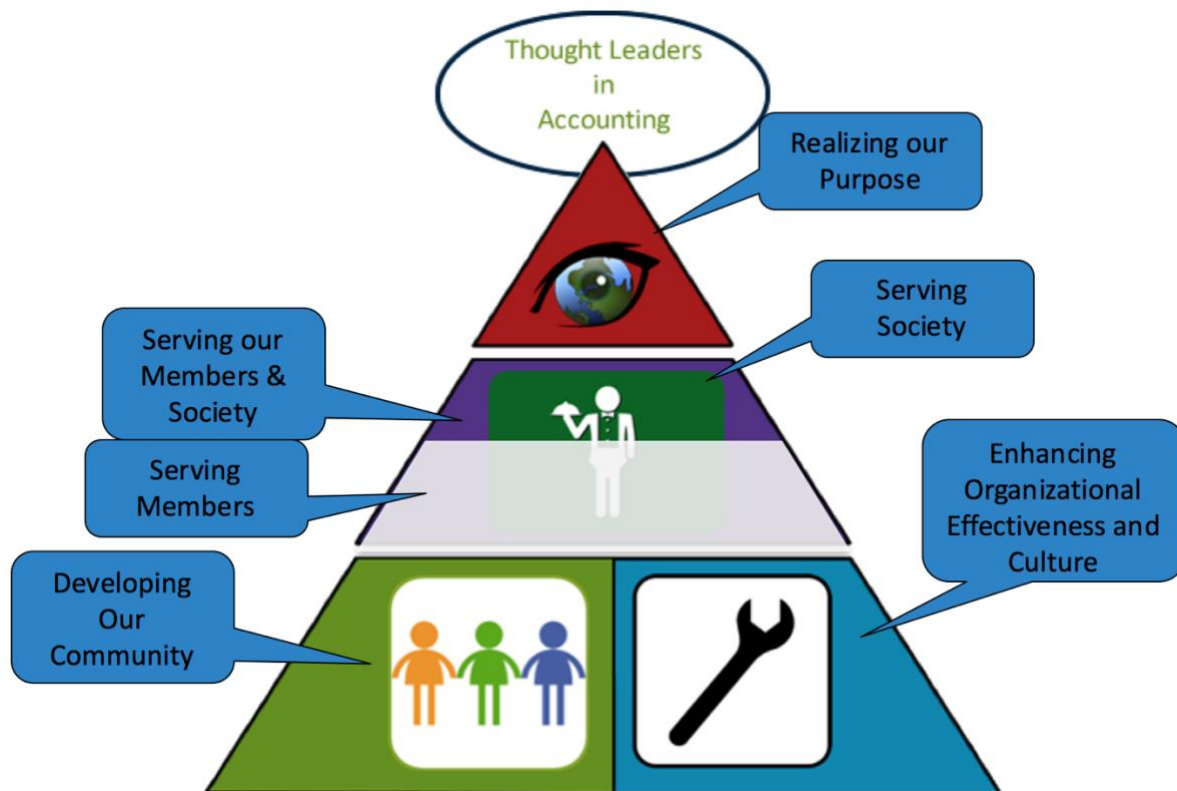 Thought Leaders
in
Accounting
Realizing our
Purpose
Serving
Society
Serving our
Members &
Society
Serving
Members
Enhancing
Organizational
Effectiveness and
Culture
Developing
Our
Community